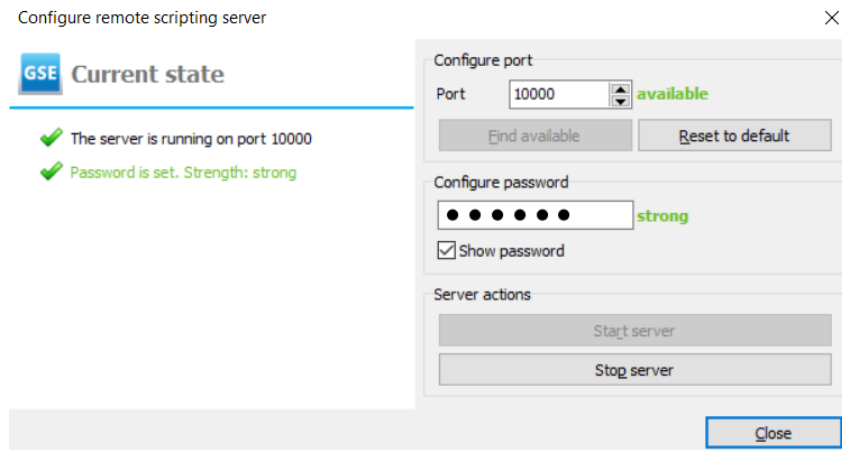 Configure remote scripting server
GSE Current state
The server is running on port 10000
Password is set. Strength: strong
Configure port
Port 10000 available
Find available Reset to default
Configure password
●●●●●● strong
Show password
Server actions
Start server
Stop server
Close